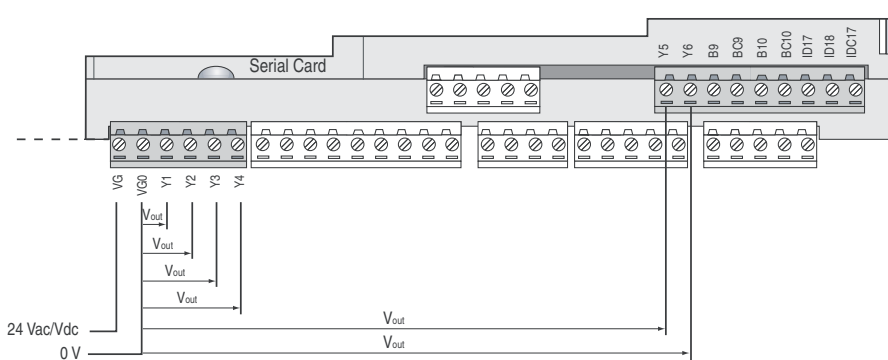 Serial Card
Y5
Y6
B9
BC9
B10
BC10
ID17
ID18
IDC17
VG
VG0
Y1
Y2
Y3
Y4
Vout
Vout
Vout
Vout
24 Vac/Vdc
Vout
0 V
Vout